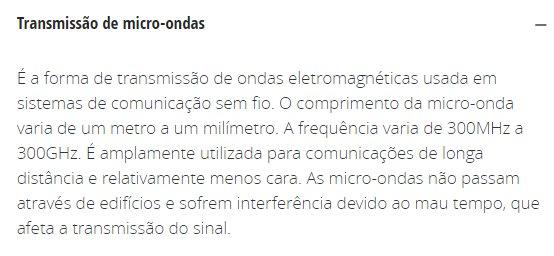 Transmissão de micro-ondas
É a forma de transmissão de ondas eletromagnéticas usada em
sistemas de comunicação sem fio. O comprimento da micro-onda
varia de um metro a um milímetro. A frequência varia de 300MHz a
300GHz. É amplamente utilizada para comunicações de longa
distância e relativamente menos cara. As micro-ondas não passam
através de edifícios e sofrem interferência devido ao mau tempo, que
afeta a transmissão do sinal.